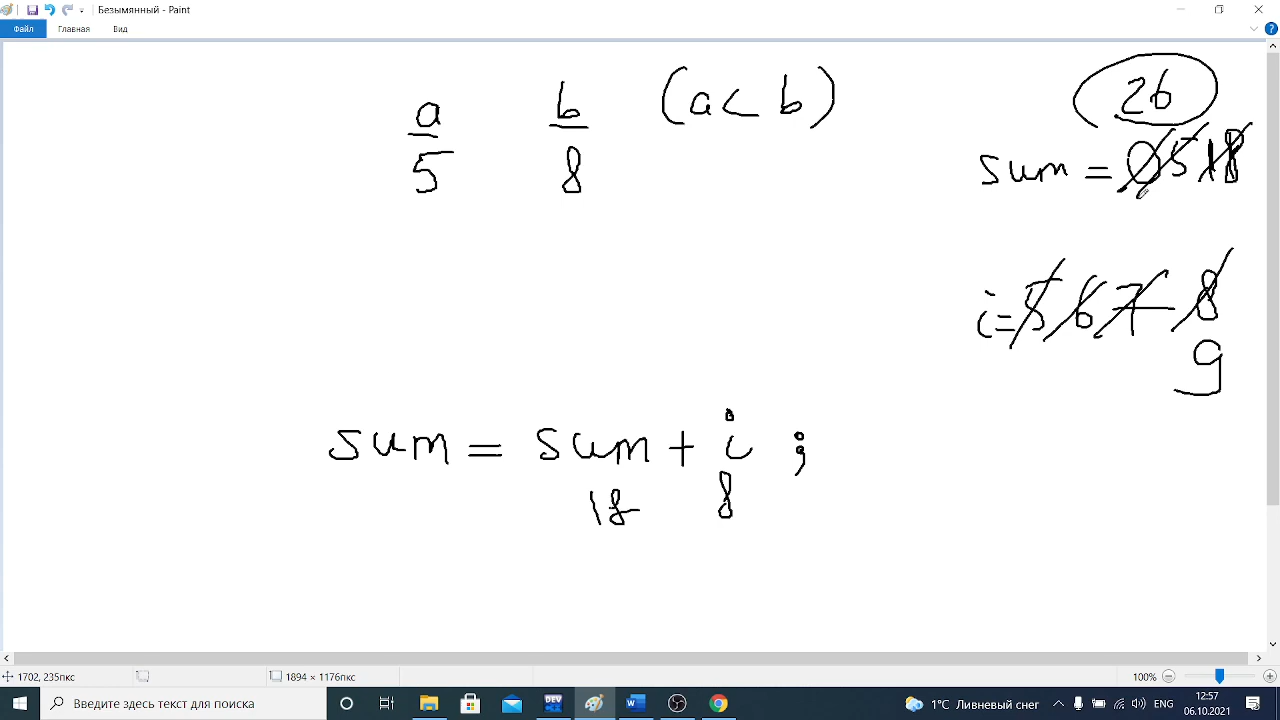 Безымянный - Paint
Файл Главная Вид
a b (a < b) 26
5 8
sum = 0 5 18
i = 5 6 7 8
9
sum = sum + i ;
18 8
1702, 235пкс 1894 × 1176пкс 100%
Введите здесь текст для поиска
DEV
1°C Ливневый снег ENG 12:57
06.10.2021